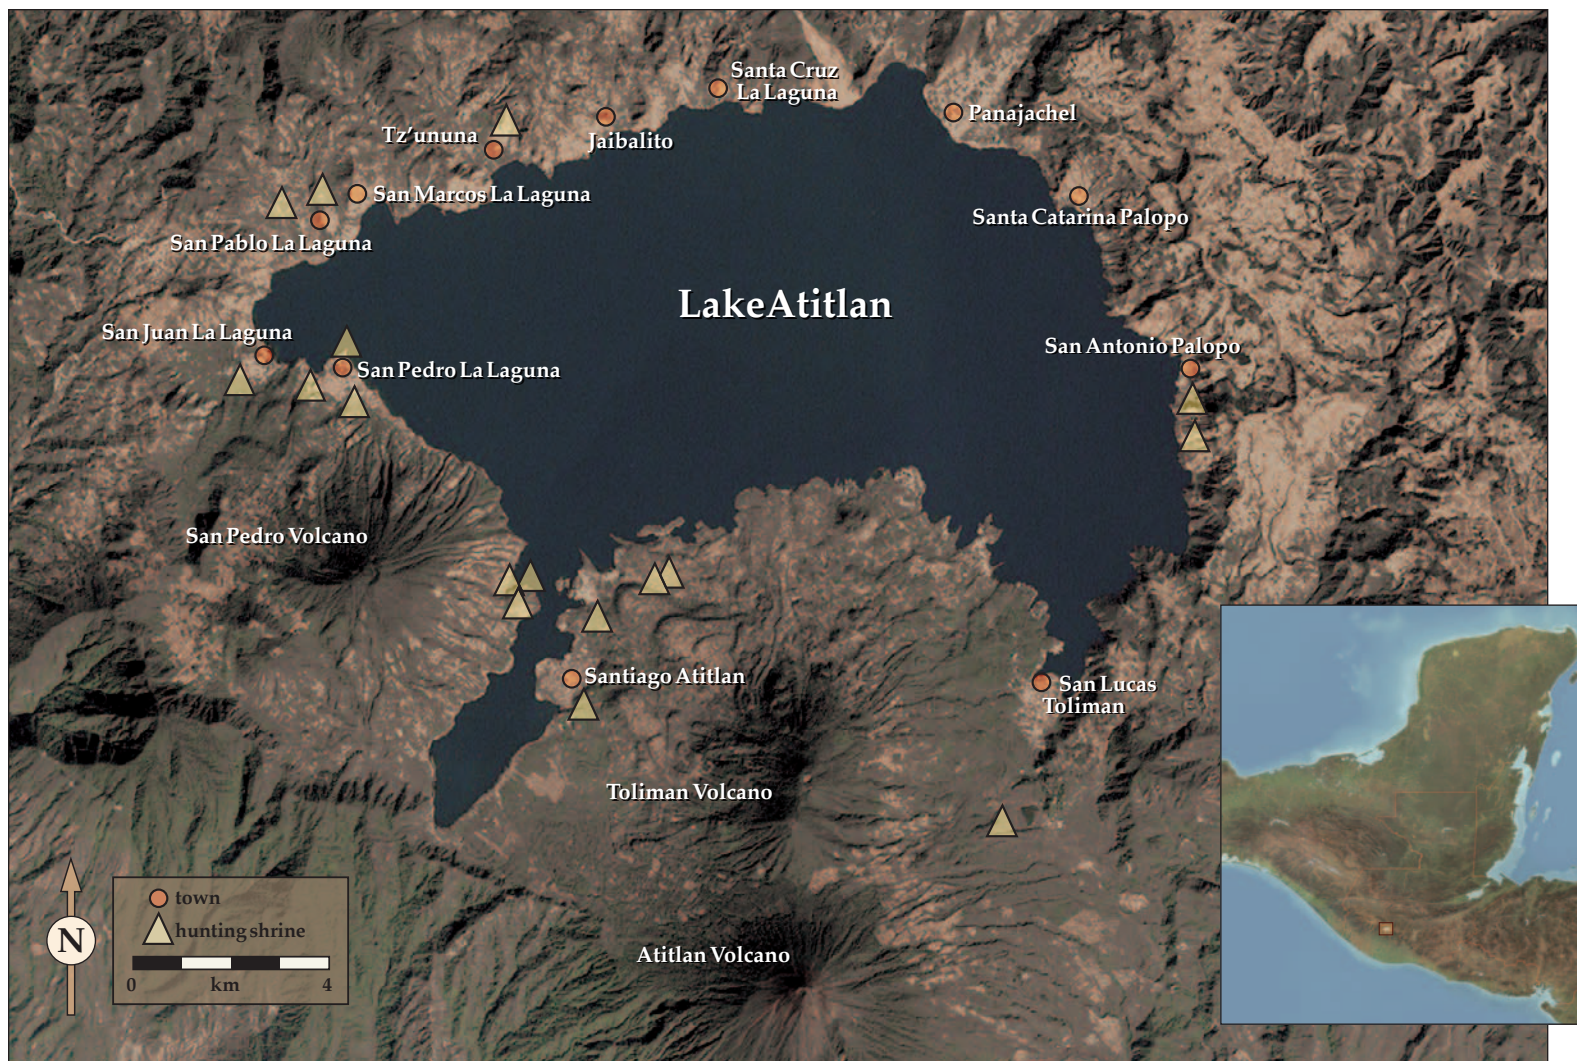 Santa Cruz
La Laguna
Panajachel
Tz'ununa
Jaibalito
San Marcos La Laguna
Santa Catarina Palopo
San Pablo La Laguna
Lake Atitlan
San Juan La Laguna
San Antonio Palopo
San Pedro La Laguna
San Pedro Volcano
Santiago Atitlan
San Lucas
Toliman
Toliman Volcano
Atitlan Volcano
N
town
hunting shrine
0 km 4